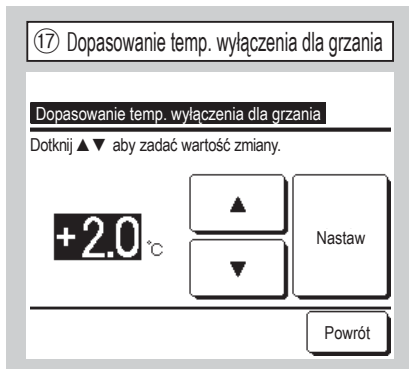 ⑰ Dopasowanie temp. wyłączenia dla grzania
Dopasowanie temp. wyłączenia dla grzania
Dotknij ▲▼ aby zadać wartość zmiany.
▲
+2.0 °C
Nastaw
▼
Powrót